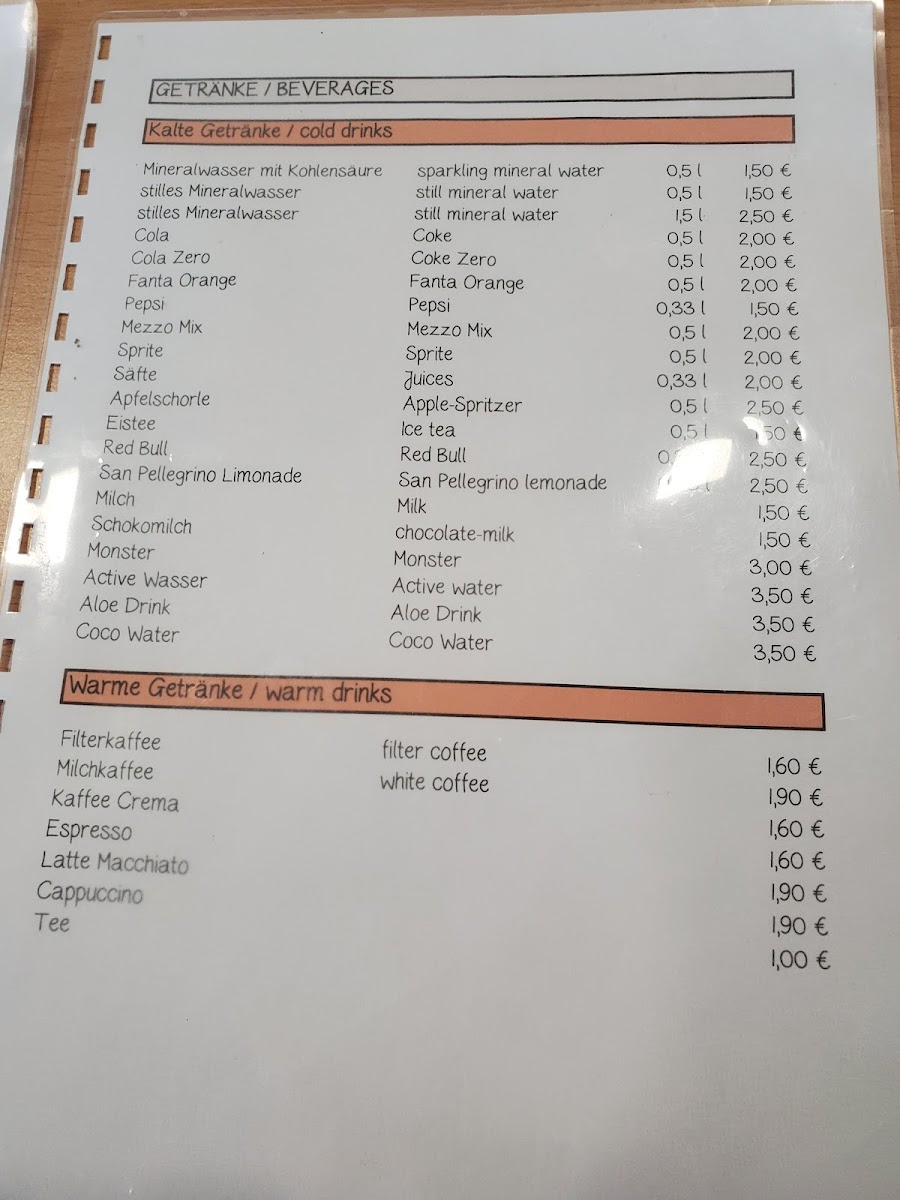 GETRÄNKE / BEVERAGES
Kalte Getränke / cold drinks
Mineralwasser mit Kohlensäure sparkling mineral water 0,5 l 1,50 €
stilles Mineralwasser still mineral water 0,5 l 1,50 €
stilles Mineralwasser still mineral water 1,5 l 2,50 €
Cola Coke 0,5 l 2,00 €
Cola Zero Coke Zero 0,5 l 2,00 €
Fanta Orange Fanta Orange 0,5 l 2,00 €
Pepsi Pepsi 0,33 l 1,50 €
Mezzo Mix Mezzo Mix 0,5 l 2,00 €
Sprite Sprite 0,5 l 2,00 €
Säfte Juices 0,33 l 2,00 €
Apfelschorle Apple-Spritzer 0,5 l 2,50 €
Eistee Ice tea 0,5 l €
Red Bull Red Bull 2,50 €
San Pellegrino Limonade San Pellegrino lemonade 2,50 €
Milch Milk 1,50 €
Schokomilch chocolate-milk 1,50 €
Monster Monster 3,00 €
Active Wasser Active water 3,50 €
Aloe Drink Aloe Drink 3,50 €
Coco Water Coco Water 3,50 €
Warme Getränke / warm drinks
Filterkaffee filter coffee 1,60 €
Milchkaffee white coffee 1,90 €
Kaffee Crema 1,60 €
Espresso 1,60 €
Latte Macchiato 1,90 €
Cappuccino 1,90 €
Tee 1,00 €